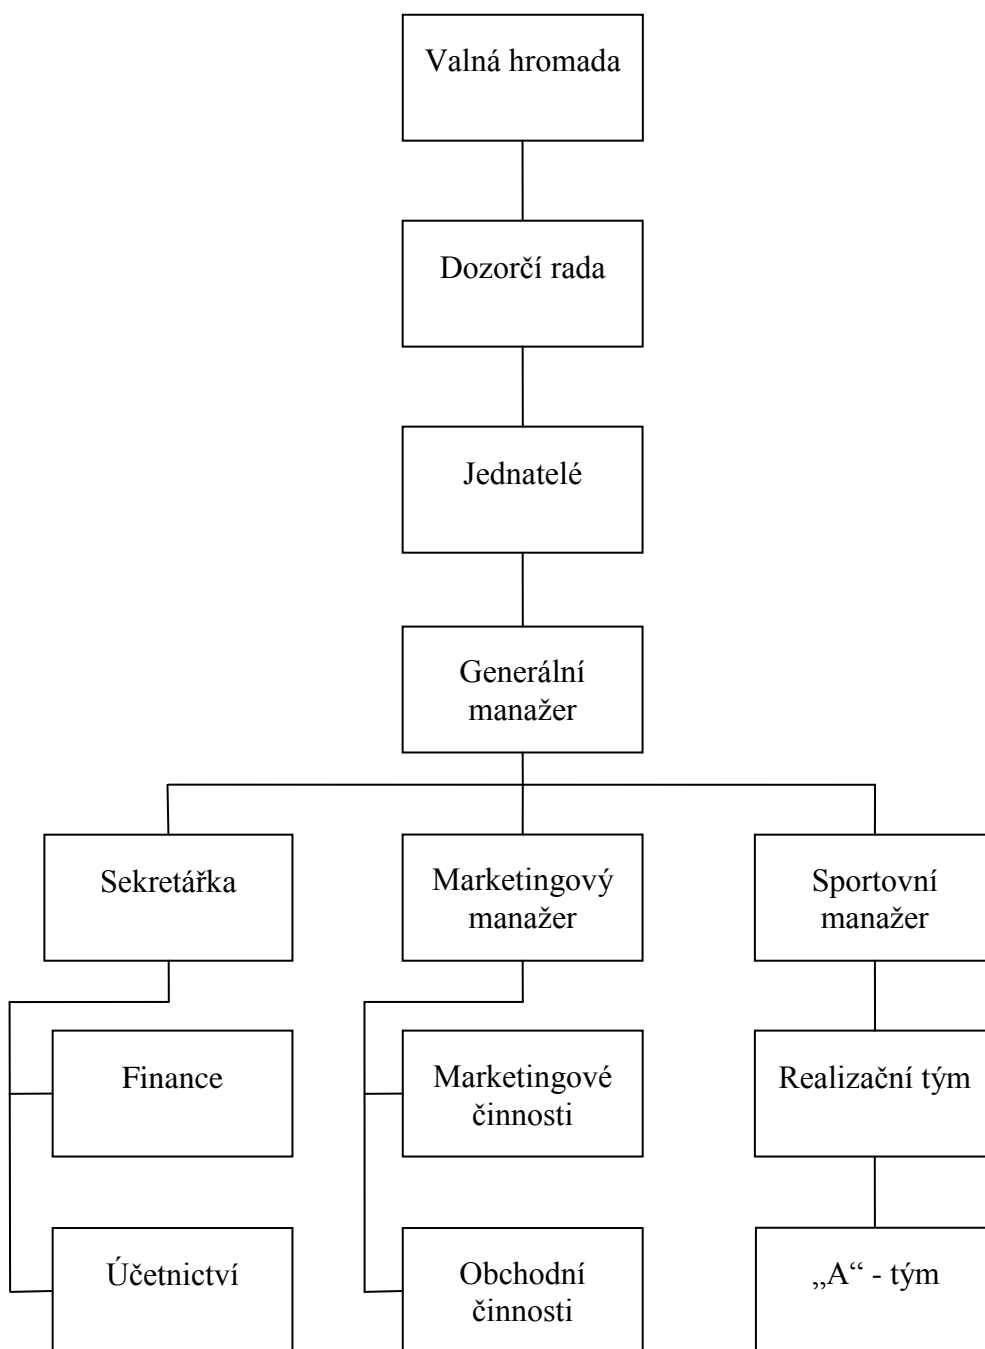 Valná hromada
Dozorčí rada
Jednatelé
Generální
manažer
Sekretářka
Marketingový
manažer
Sportovní
manažer
Finance
Marketingové
činnosti
Realizační tým
Účetnictví
Obchodní
činnosti
„A“ - tým